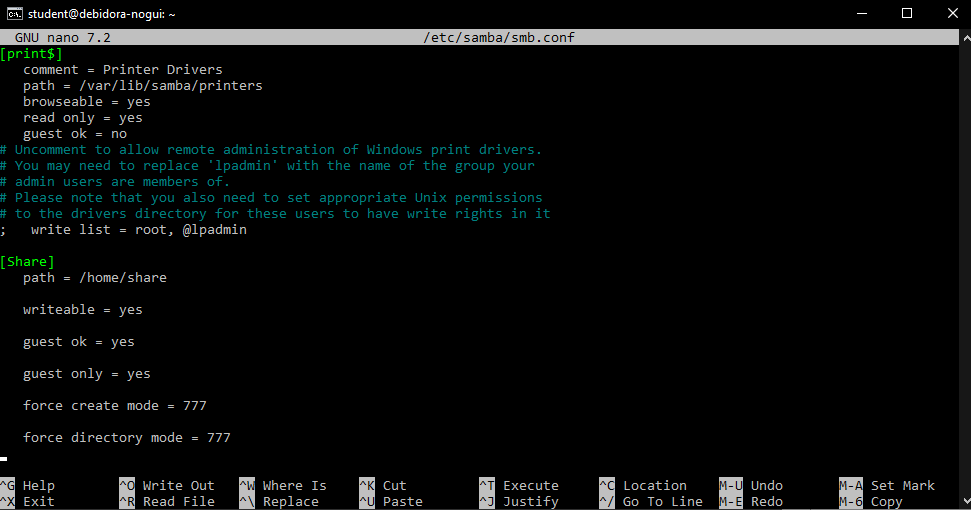 student@debidora-nogui: ~
GNU nano 7.2 /etc/samba/smb.conf
[print$]
comment = Printer Drivers
path = /var/lib/samba/printers
browseable = yes
read only = yes
guest ok = no
# Uncomment to allow remote administration of Windows print drivers.
# You may need to replace 'lpadmin' with the name of the group your
# admin users are members of.
# Please note that you also need to set appropriate Unix permissions
# to the drivers directory for these users to have write rights in it
;   write list = root, @lpadmin
[Share]
path = /home/share
writeable = yes
guest ok = yes
guest only = yes
force create mode = 777
force directory mode = 777
^G Help ^O Write Out ^W Where Is ^K Cut ^T Execute ^C Location M-U Undo M-A Set Mark
^X Exit ^R Read File ^\ Replace ^U Paste ^J Justify ^/ Go To Line M-E Redo M-6 Copy